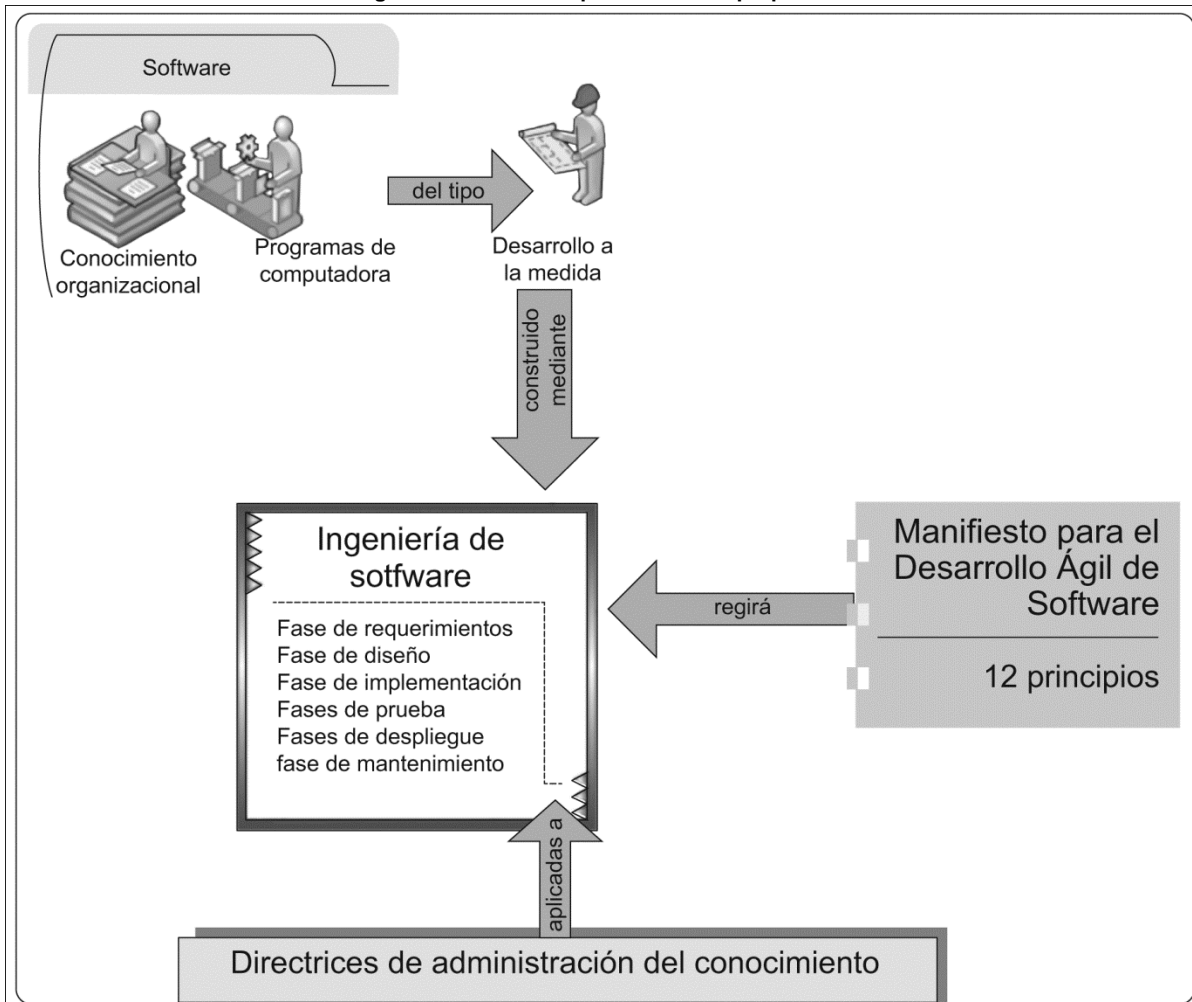 Software
Conocimiento
organizacional
Programas de
computadora
del tipo
Desarrollo a
la medida
construido
mediante
Ingeniería de
sotfware
Fase de requerimientos
Fase de diseño
Fase de implementación
Fases de prueba
Fases de despliegue
fase de mantenimiento
regirá
Manifiesto para el
Desarrollo Ágil de
Software
12 principios
aplicadas a
Directrices de administración del conocimiento